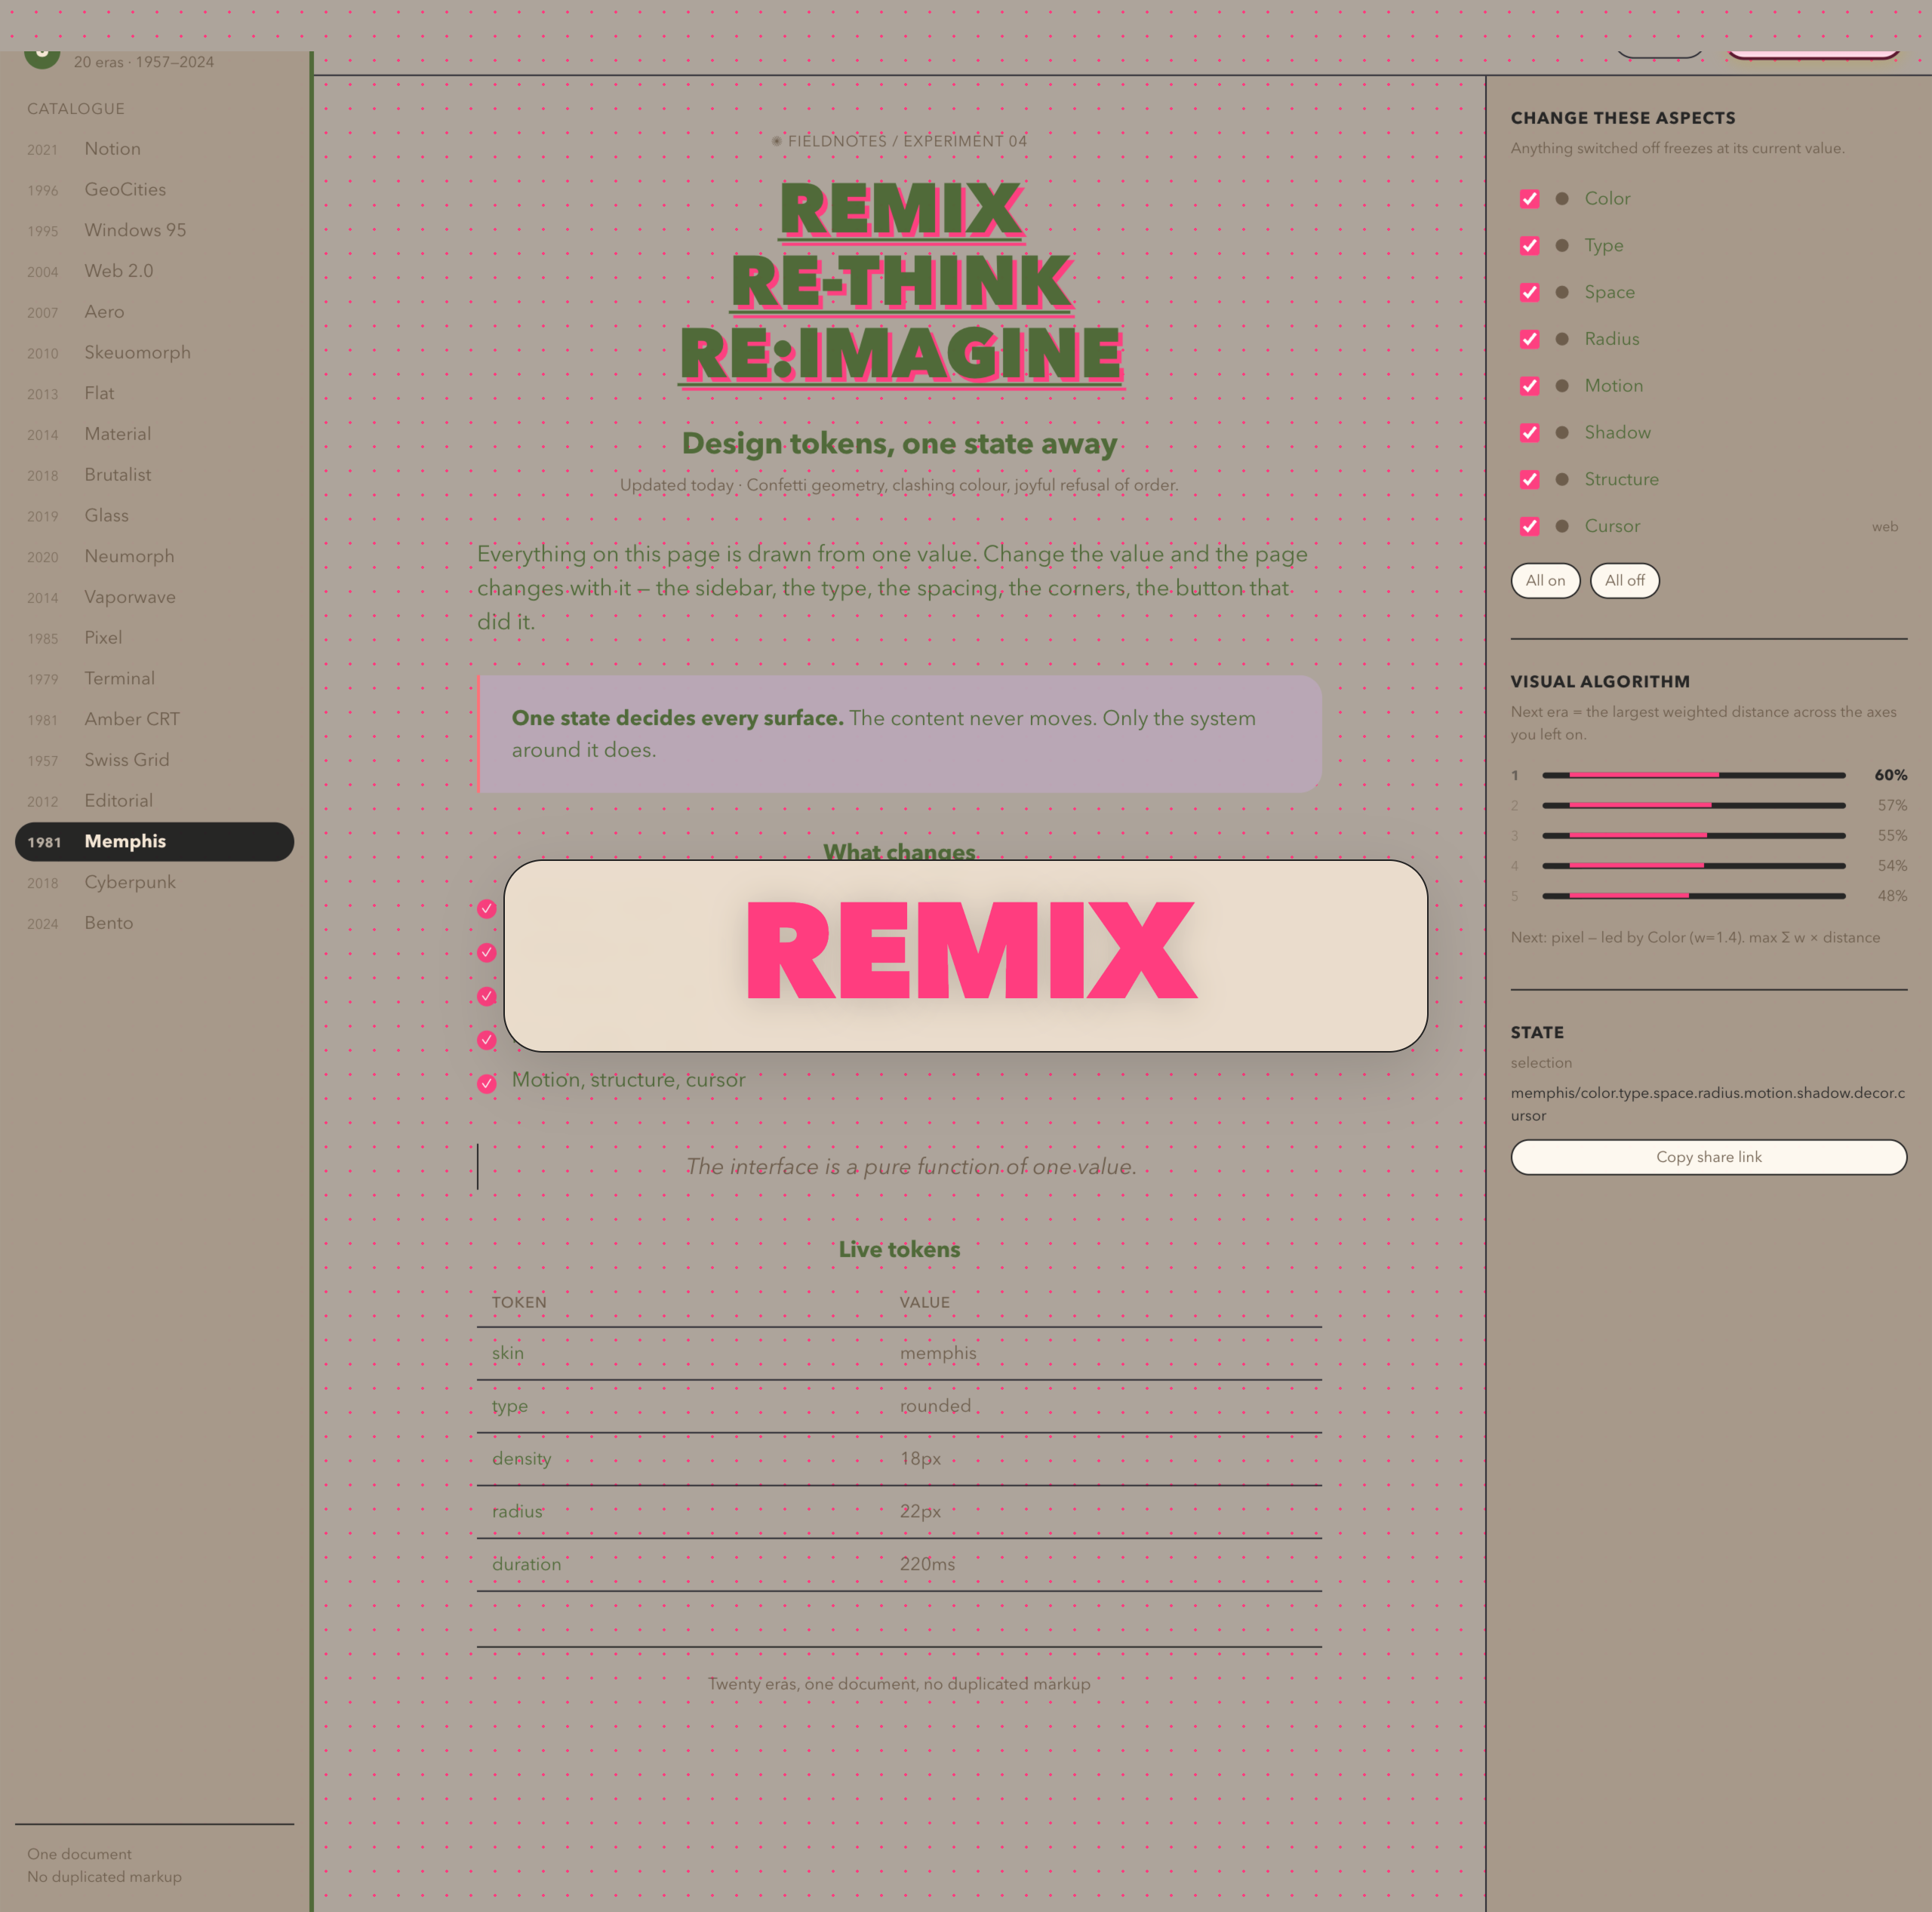 20 eras · 1957–2024
CATALOGUE
2021 Notion
1996 GeoCities
1995 Windows 95
2004 Web 2.0
2007 Aero
2010 Skeuomorph
2013 Flat
2014 Material
2018 Brutalist
2019 Glass
2020 Neumorph
2014 Vaporwave
1985 Pixel
1979 Terminal
1981 Amber CRT
1957 Swiss Grid
2012 Editorial
1981 Memphis
2018 Cyberpunk
2024 Bento
One document
No duplicated markup
FIELDNOTES / EXPERIMENT 04
REMIX
RE-THINK
RE:IMAGINE
Design tokens, one state away
Updated today · Confetti geometry, clashing colour, joyful refusal of order.
Everything on this page is drawn from one value. Change the value and the page
changes with it – the sidebar, the type, the spacing, the corners, the button that
did it.
One state decides every surface. The content never moves. Only the system
around it does.
What changes
REMIX
Motion, structure, cursor
The interface is a pure function of one value.
Live tokens
TOKEN VALUE
skin memphis
type rounded
density 18px
radius 22px
duration 220ms
Twenty eras, one document, no duplicated markup
CHANGE THESE ASPECTS
Anything switched off freezes at its current value.
Color
Type
Space
Radius
Motion
Shadow
Structure
Cursor web
All on All off
VISUAL ALGORITHM
Next era = the largest weighted distance across the axes
you left on.
1 60%
2 57%
3 55%
4 54%
5 48%
Next: pixel – led by Color (w=1.4). max Σ w × distance
STATE
selection
memphis/color.type.space.radius.motion.shadow.decor.c
ursor
Copy share link